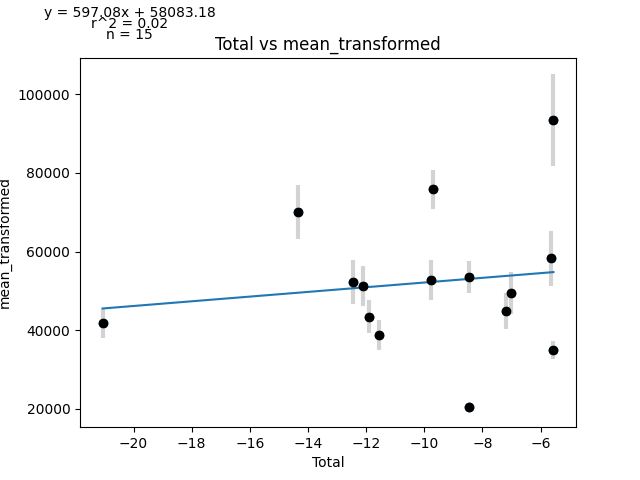 y = 597.08x + 58083.18
r^2 = 0.02
n = 15
Total vs mean_transformed
mean_transformed
100000
80000
60000
40000
20000
−20
−18
−16
−14
−12
−10
−8
−6
Total